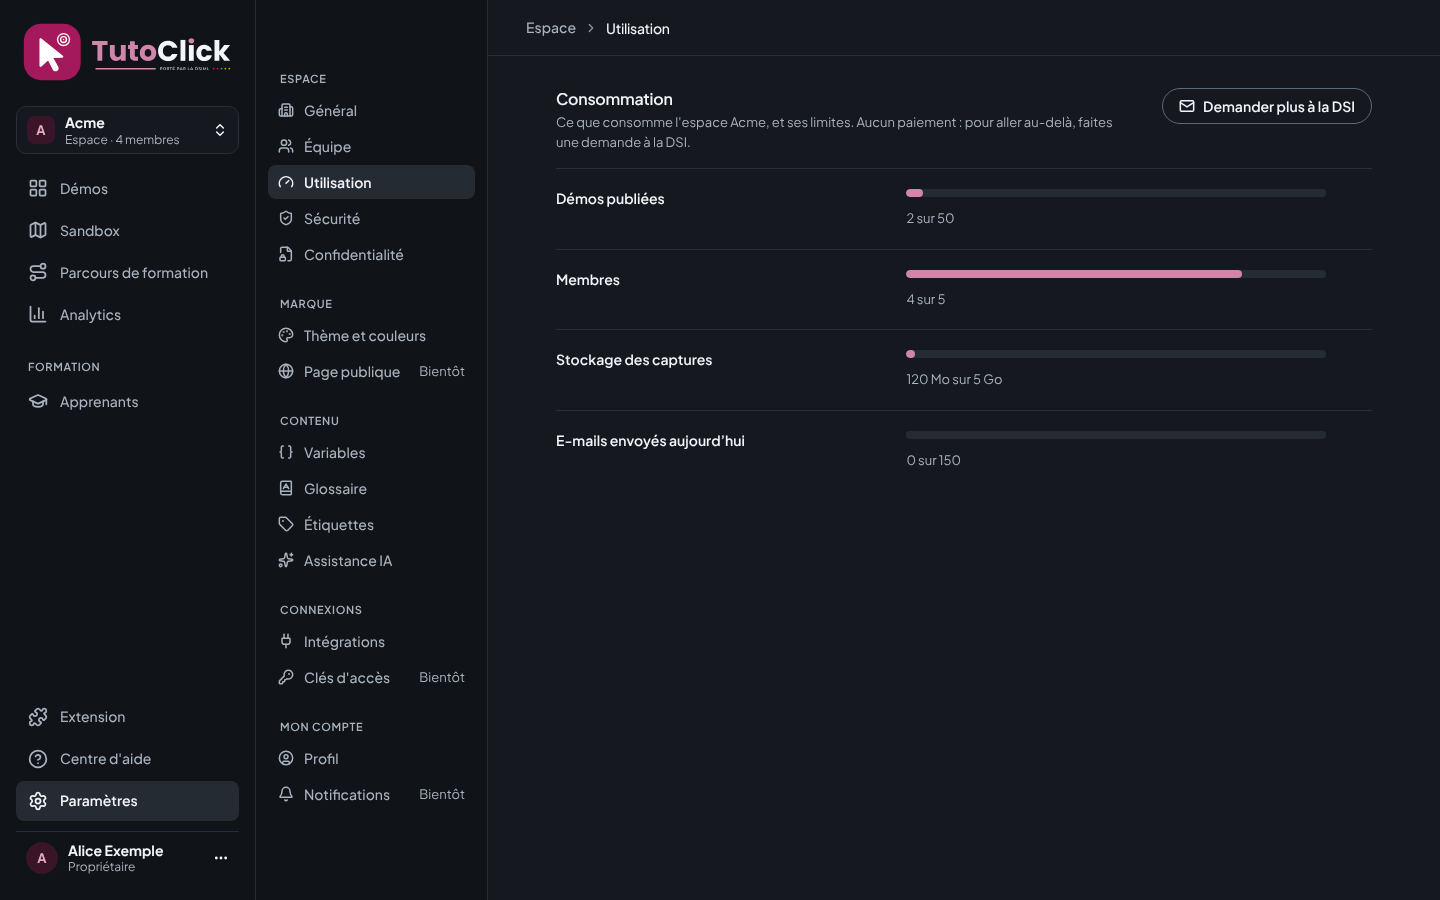 TutoClick
PORTÉ PAR LA DSIML
A
Acme
Espace · 4 membres
Démos
Sandbox
Parcours de formation
Analytics
FORMATION
Apprenants
Extension
Centre d'aide
Paramètres
A
Alice Exemple
Propriétaire
ESPACE
Général
Équipe
Utilisation
Sécurité
Confidentialité
MARQUE
Thème et couleurs
Page publique Bientôt
CONTENU
Variables
Glossaire
Étiquettes
Assistance IA
CONNEXIONS
Intégrations
Clés d'accès Bientôt
MON COMPTE
Profil
Notifications Bientôt
Espace > Utilisation
Consommation
Ce que consomme l'espace Acme, et ses limites. Aucun paiement : pour aller au-delà, faites
une demande à la DSI.
Demander plus à la DSI
Démos publiées
2 sur 50
Membres
4 sur 5
Stockage des captures
120 Mo sur 5 Go
E-mails envoyés aujourd’hui
0 sur 150